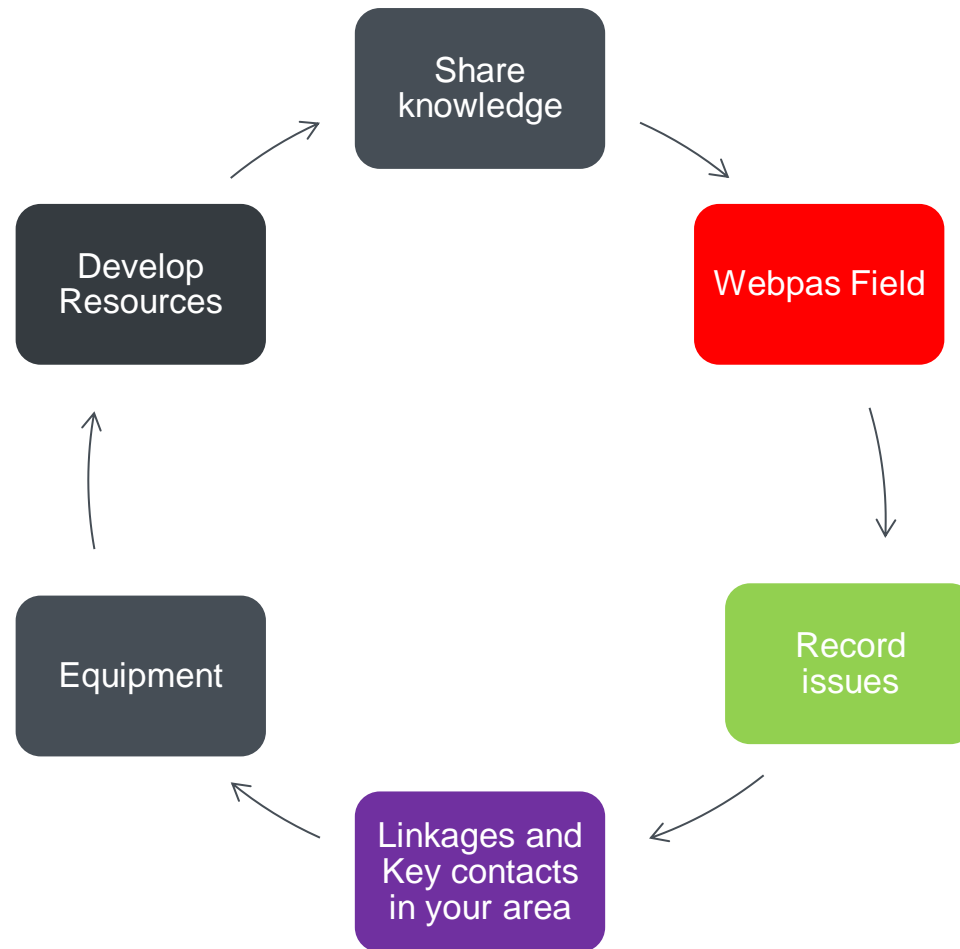 Share
knowledge
Webpas Field
Record
issues
Linkages and
Key contacts
in your area
Equipment
Develop
Resources